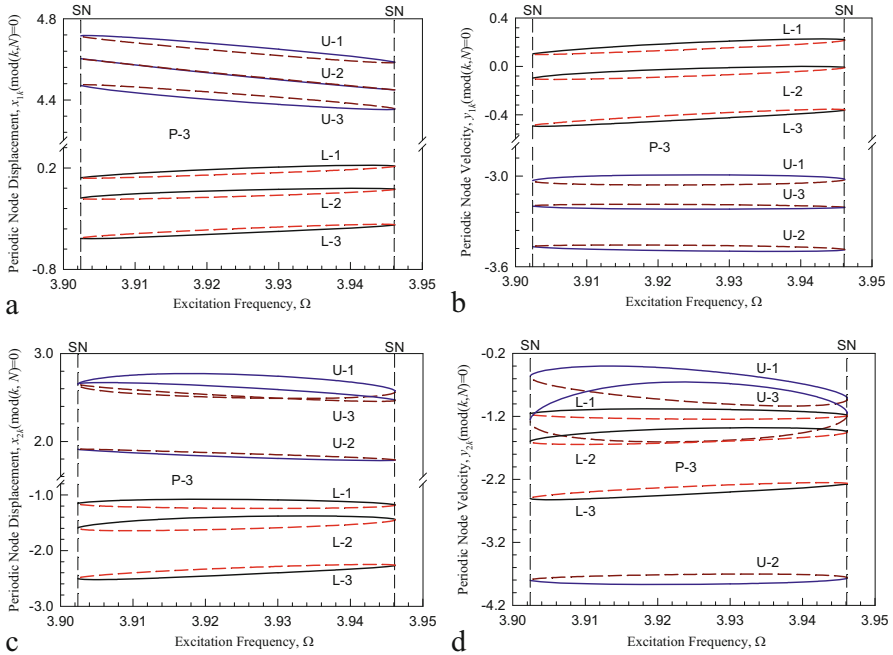 SN SN
4.8
4.4
0.2
-0.8
U-1
U-2
U-3
P-3
L-1
L-2
L-3
3.90 3.91 3.92 3.93 3.94 3.95
Excitation Frequency, Ω
Periodic Node Displacement, x1k(mod(k,N)=0)
a
SN SN
0.4
0.0
-0.4
-3.0
-3.6
L-1
L-2
L-3
P-3
U-1
U-3
U-2
3.90 3.91 3.92 3.93 3.94 3.95
Excitation Frequency, Ω
Periodic Node Velocity, y1k(mod(k,N)=0)
b
SN SN
3.0
2.0
-1.0
-2.0
-3.0
U-1
U-3
U-2
P-3
L-1
L-2
L-3
3.90 3.91 3.92 3.93 3.94 3.95
Excitation Frequency, Ω
Periodic Node Displacement, x2k(mod(k, N)=0)
c
SN SN
-0.2
-1.2
-2.2
-3.2
-4.2
U-1
U-3
L-1
L-2
P-3
L-3
U-2
3.90 3.91 3.92 3.93 3.94 3.95
Excitation Frequency, Ω
Periodic Node Velocity, y2k(mod(k,N)=0)
d